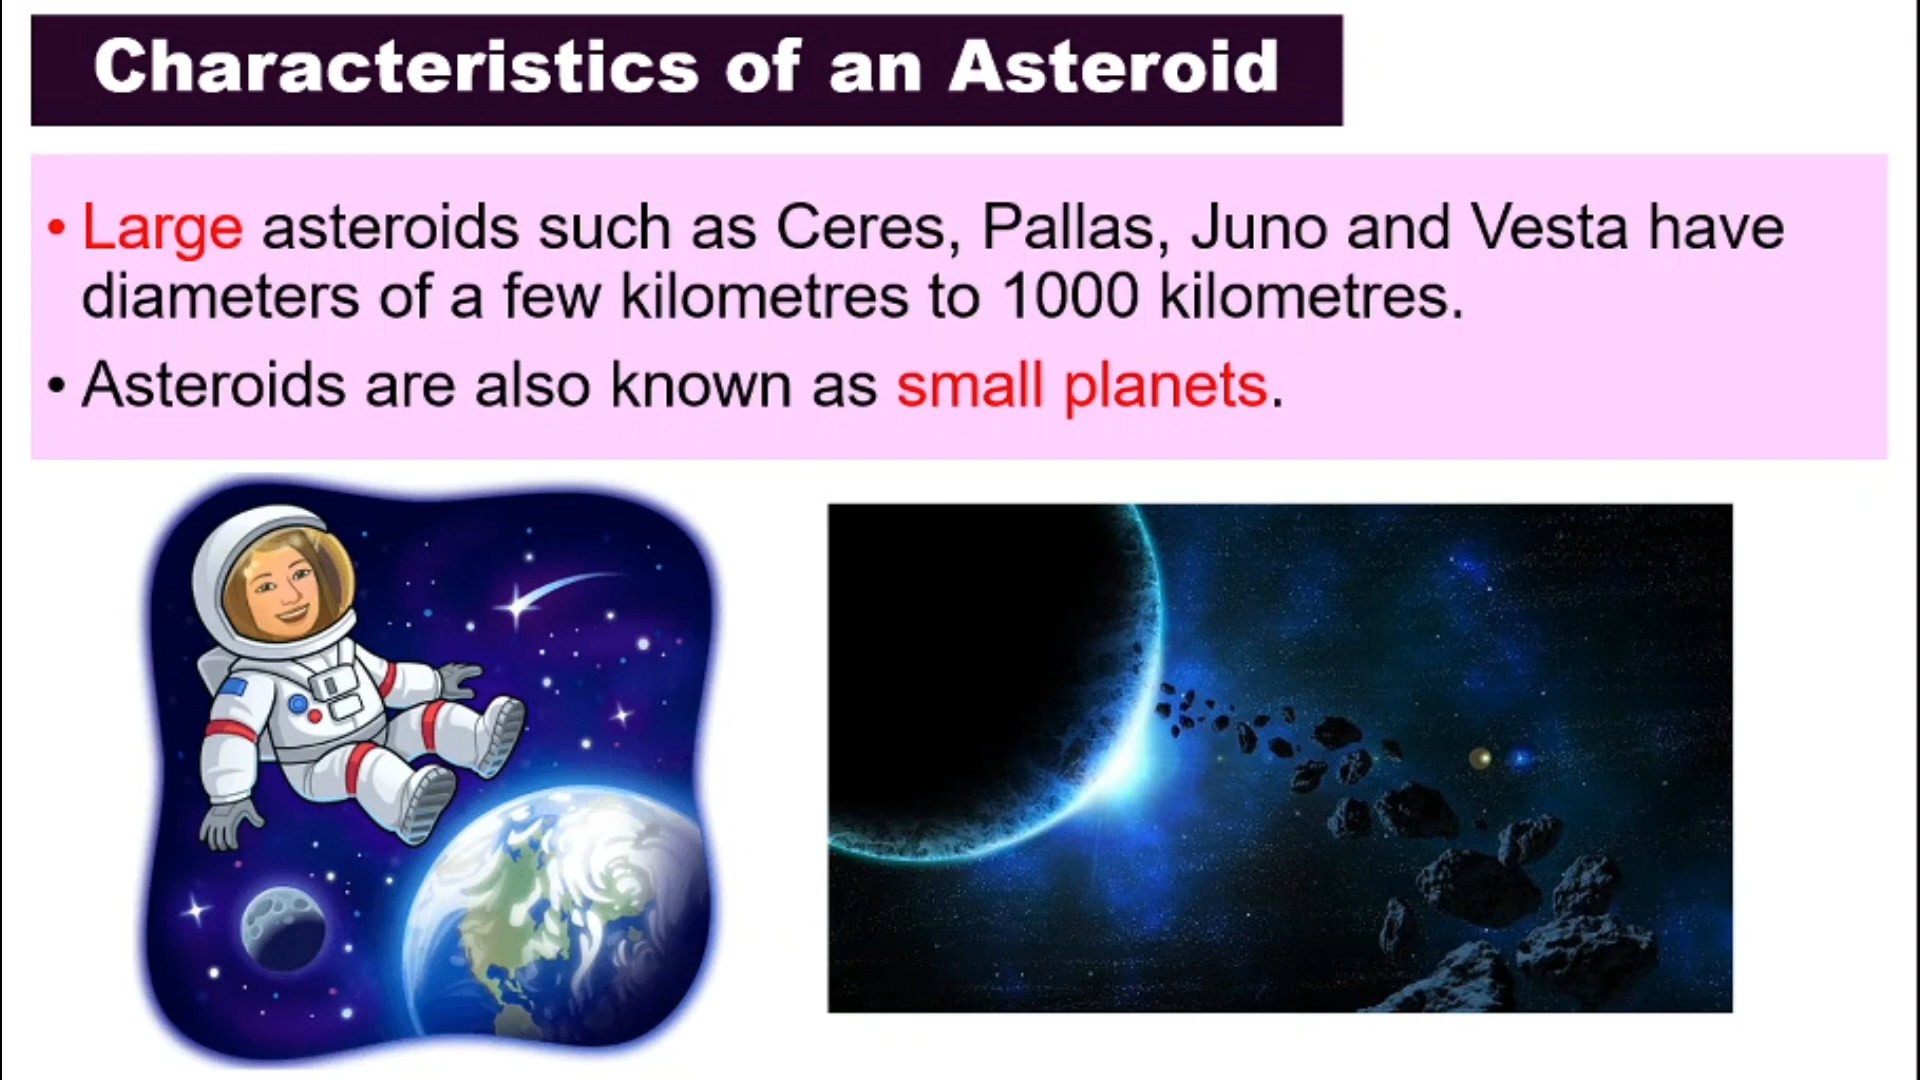 Characteristics of an Asteroid
• Large asteroids such as Ceres, Pallas, Juno and Vesta have
diameters of a few kilometres to 1000 kilometres.
• Asteroids are also known as small planets.